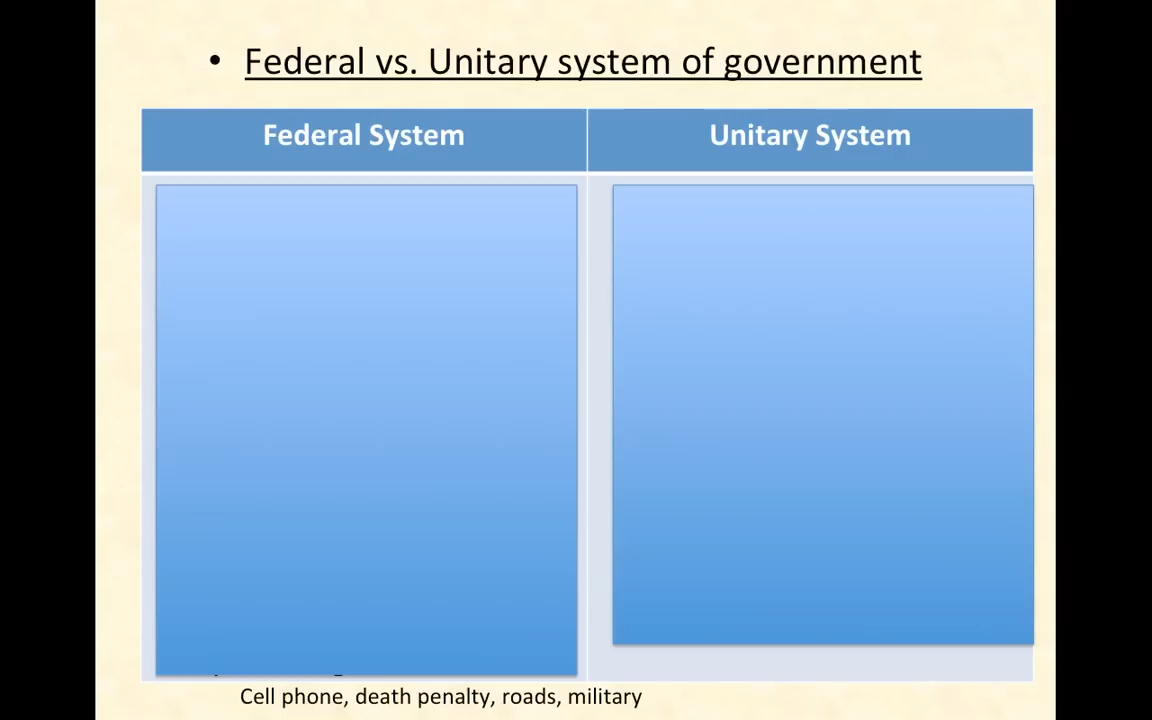 • Federal vs. Unitary system of government
Federal System
Unitary System
Cell phone, death penalty, roads, military